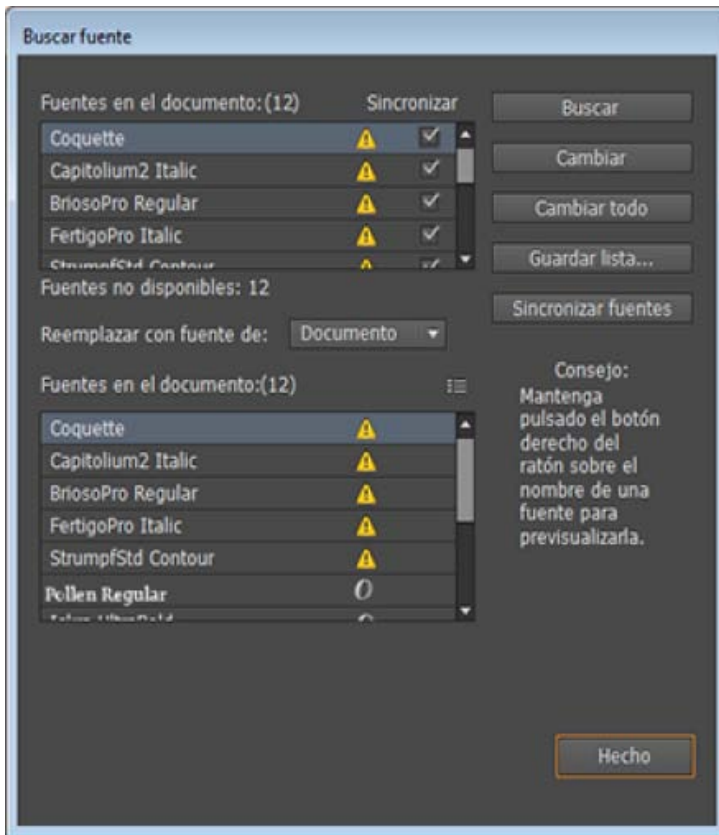 Buscar fuente
Fuentes en el documento:(12) Sincronizar
Coquette
Capitolium2 Italic
BriosoPro Regular
FertigoPro Italic
StrumpfStd Contour
Fuentes no disponibles: 12
Reemplazar con fuente de: Documento
Fuentes en el documento:(12)
Coquette
Capitolium2 Italic
BriosoPro Regular
FertigoPro Italic
StrumpfStd Contour
Pollen Regular
Buscar
Cambiar
Cambiar todo
Guardar lista...
Sincronizar fuentes
Consejo:
Mantenga
pulsado el botón
derecho del
ratón sobre el
nombre de una
fuente para
previsualizarla.
Hecho